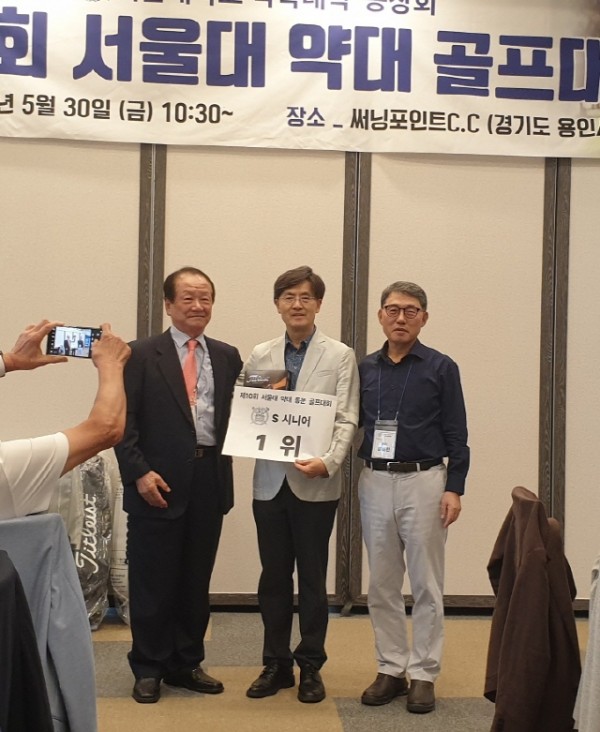 회 서울대 약대 골프대
년 5월 30일 (금) 10:30~ 장소 _ 써닝포인트C.C (경기도 용인시
제10회 서울대 약대 동문 골프대회
S 시니어
1 위
Titleist